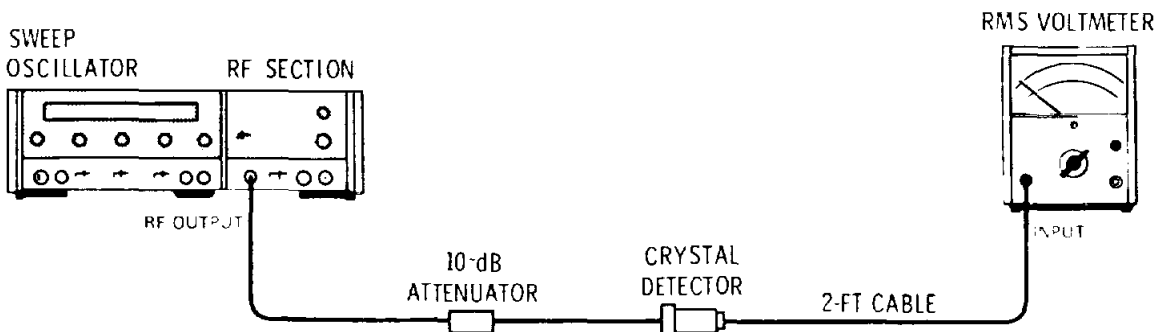 SWEEP
OSCILLATOR
RF SECTION
RMS VOLTMETER
RF OUTPUT
INPUT
10-dB
ATTENUATOR
CRYSTAL
DETECTOR
2-FT CABLE